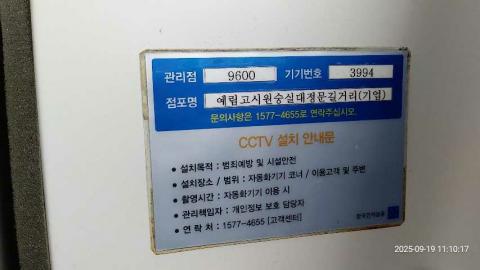 관리점 9600 기기번호 3994
점포명 예림고시원숭실대정문길거리(기업)
문의사항은 1577-4655로 연락주십시오.
CCTV 설치 안내문
• 설치목적 : 범죄예방 및 시설안전
• 설치장소 / 범위 : 자동화기기 코너 / 이용고객 및 주변
• 촬영시간 : 자동화기기 이용 시
• 관리책임자 : 개인정보 보호 담당자
• 연 락 처 : 1577-4655 [고객센터]
2025-09-19 11:10:17